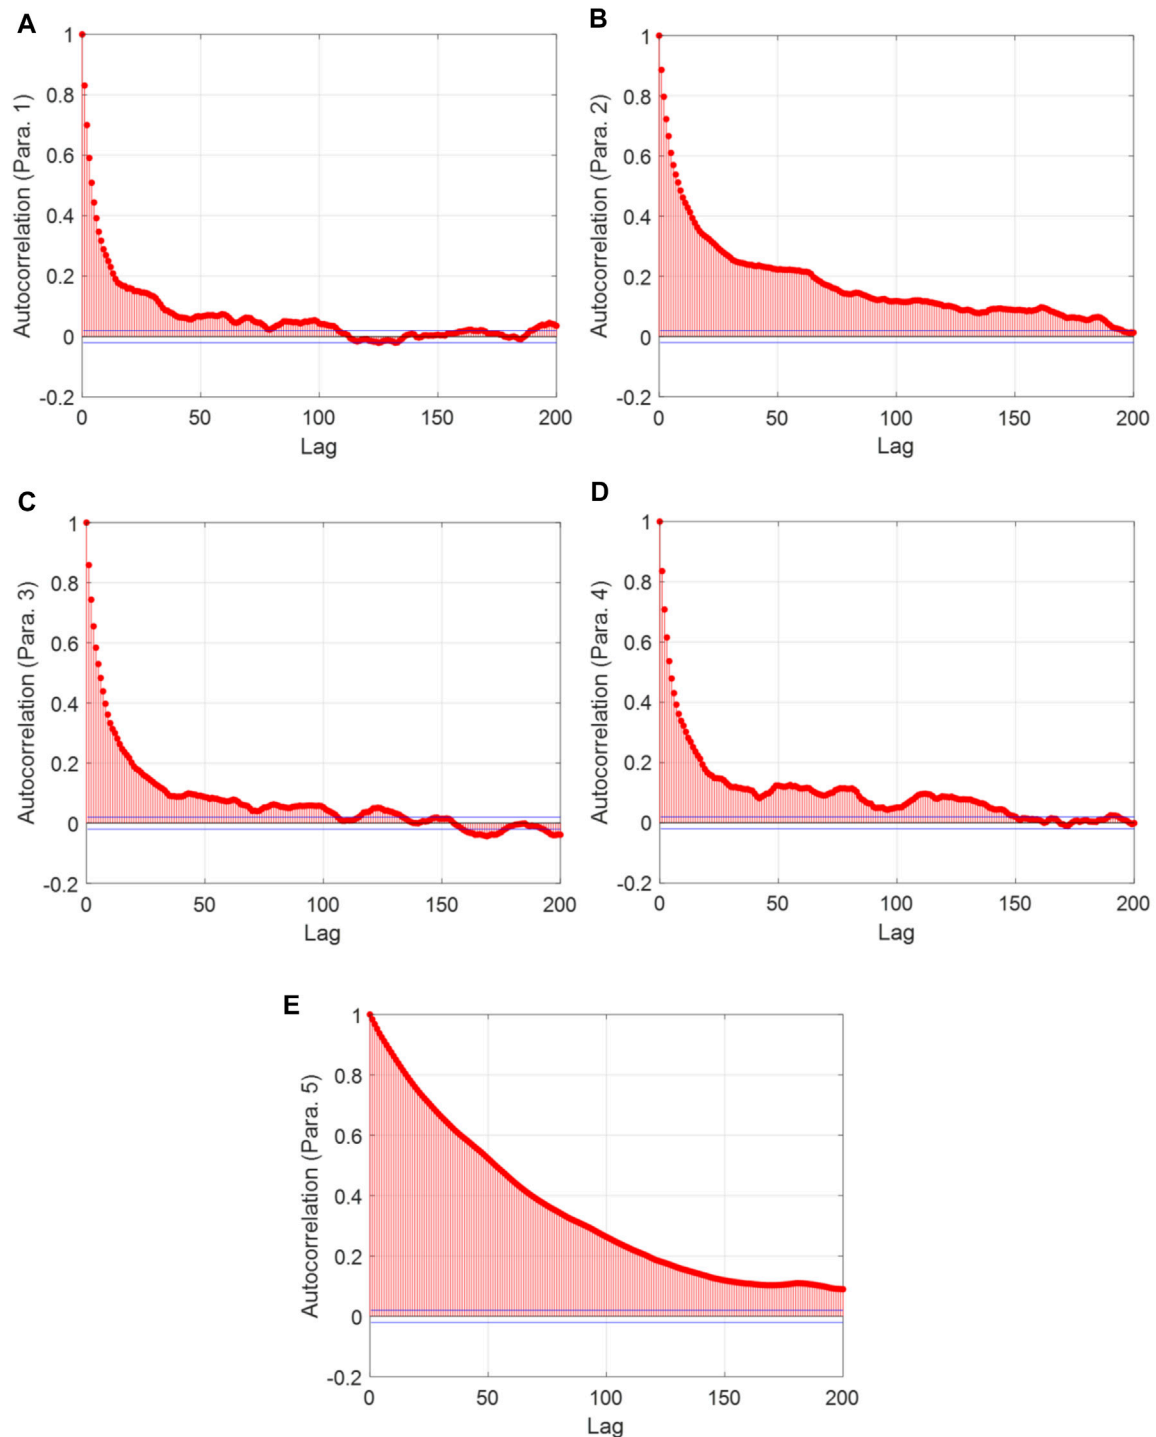 A
Autocorrelation (Para. 1)
1
0.8
0.6
0.4
0.2
0
-0.2
0 50 100 150 200
Lag
B
Autocorrelation (Para. 2)
1
0.8
0.6
0.4
0.2
0
-0.2
0 50 100 150 200
Lag
C
Autocorrelation (Para. 3)
1
0.8
0.6
0.4
0.2
0
-0.2
0 50 100 150 200
Lag
D
Autocorrelation (Para. 4)
1
0.8
0.6
0.4
0.2
0
-0.2
0 50 100 150 200
Lag
E
Autocorrelation (Para. 5)
1
0.8
0.6
0.4
0.2
0
-0.2
0 50 100 150 200
Lag